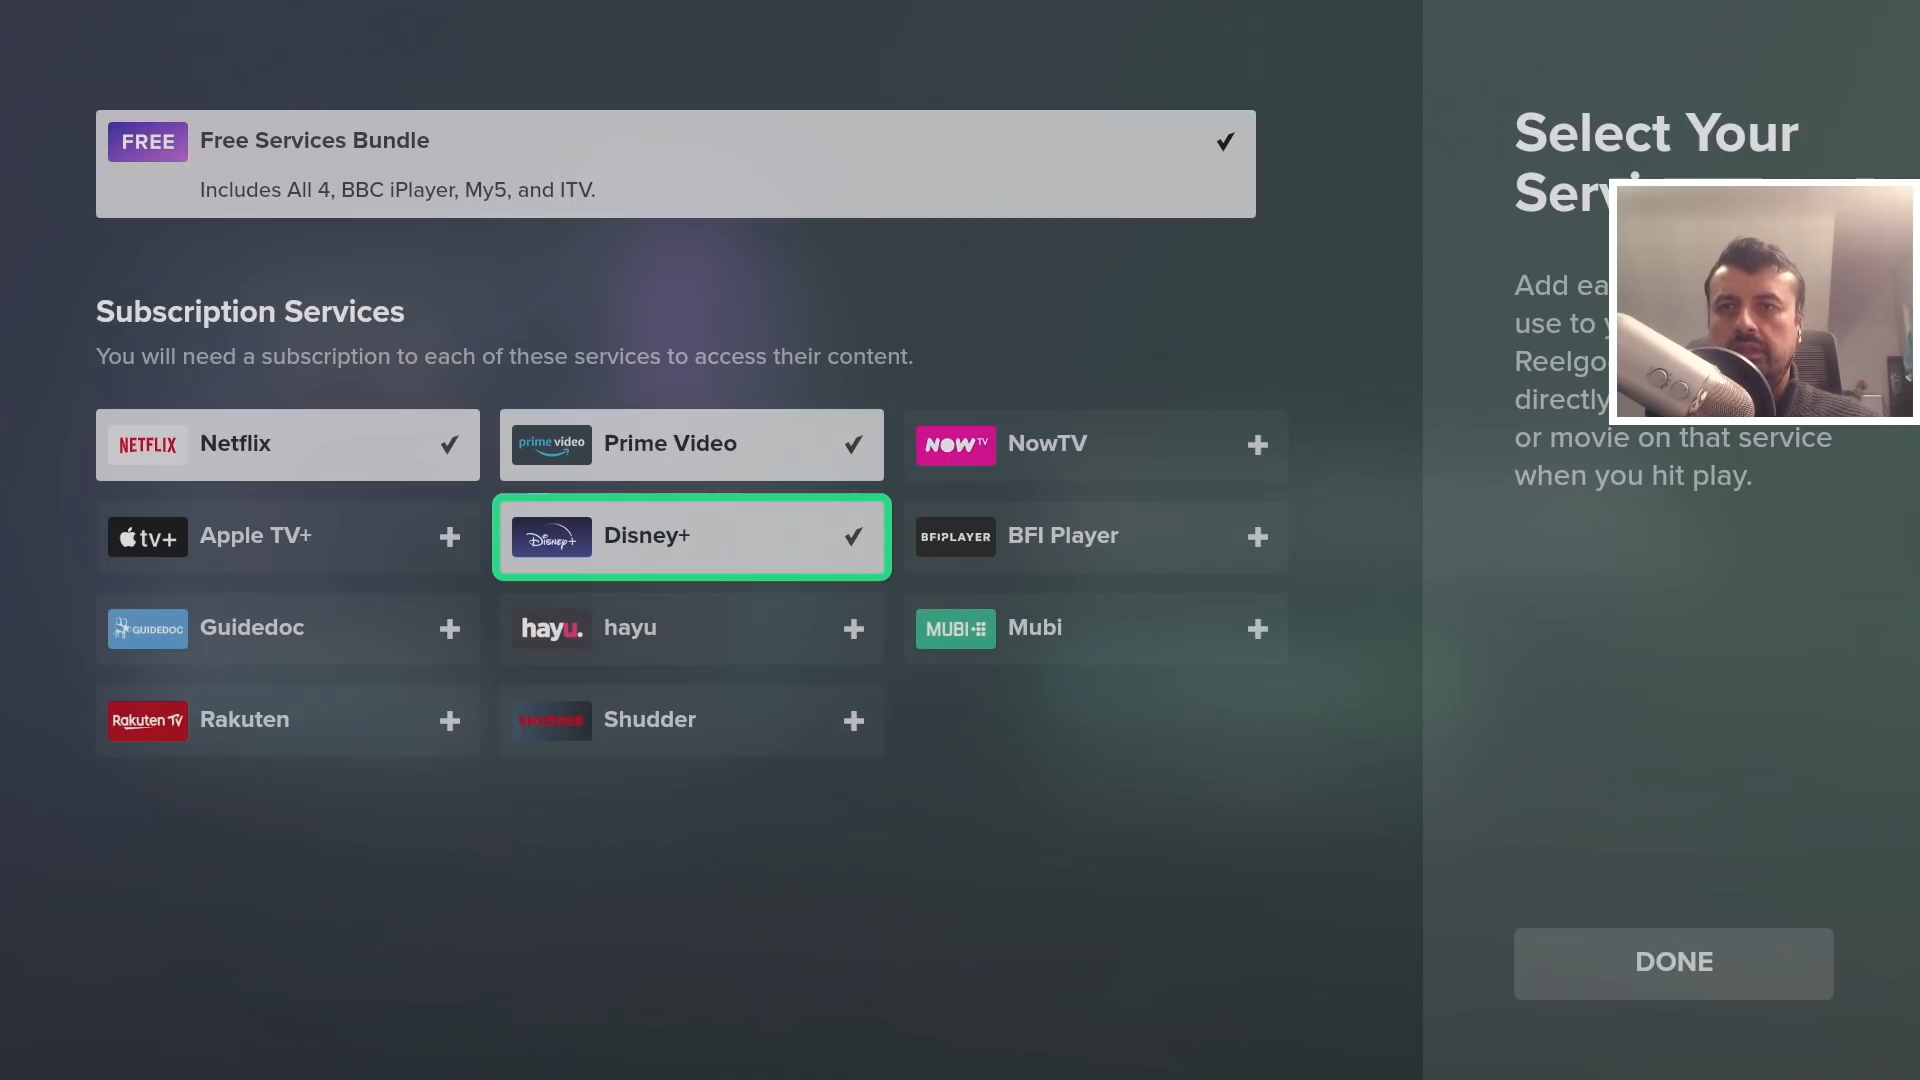 FREE
Free Services Bundle
Includes All 4, BBC iPlayer, My5, and ITV.
Subscription Services
You will need a subscription to each of these services to access their content.
NETFLIX Netflix
prime video Prime Video
NOW TV NowTV
tv+ Apple TV+
Disney+ Disney+
BFIPLAYER BFI Player
GUIDEDOC Guidedoc
hayu. hayu
MUBI Mubi
Rakuten TV Rakuten
SHUDDER Shudder
Select Your
Add
use to
directly
or movie on that service
when you hit play.
DONE